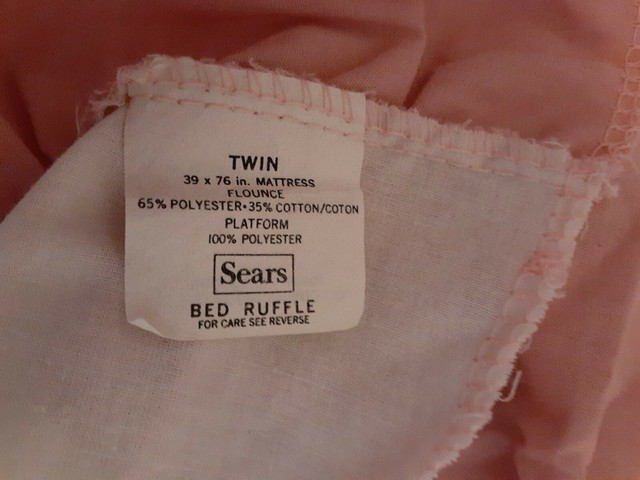 TWIN
39 x 76 in. MATTRESS
FLOUNCE
65% POLYESTER•35% COTTON/COTON
PLATFORM
100% POLYESTER
Sears
BED RUFFLE
FOR CARE SEE REVERSE